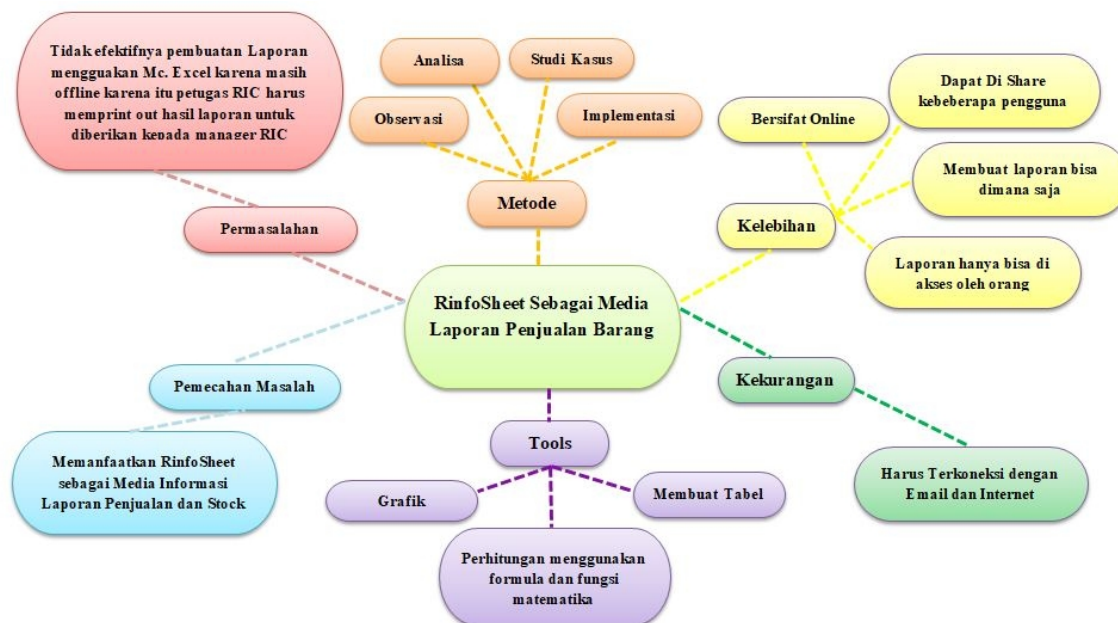 Tidak efektifnya pembuatan Laporan
mengguakan Mc. Excel karena masih
offline karena itu petugas RIC harus
memprint out hasil laporan untuk
diberikan kepada manager RIC
Permasalahan
Analisa
Studi Kasus
Observasi
Implementasi
Metode
Dapat Di Share
kebeberapa pengguna
Bersifat Online
Membuat laporan bisa
dimana saja
Kelebihan
Laporan hanya bisa di
akses oleh orang
RinfoSheet Sebagai Media
Laporan Penjualan Barang
Pemecahan Masalah
Memanfaatkan RinfoSheet
sebagai Media Informasi
Laporan Penjualan dan Stock
Tools
Grafik
Membuat Tabel
Perhitungan menggunakan
formula dan fungsi
matematika
Kekurangan
Harus Terkoneksi dengan
Email dan Internet